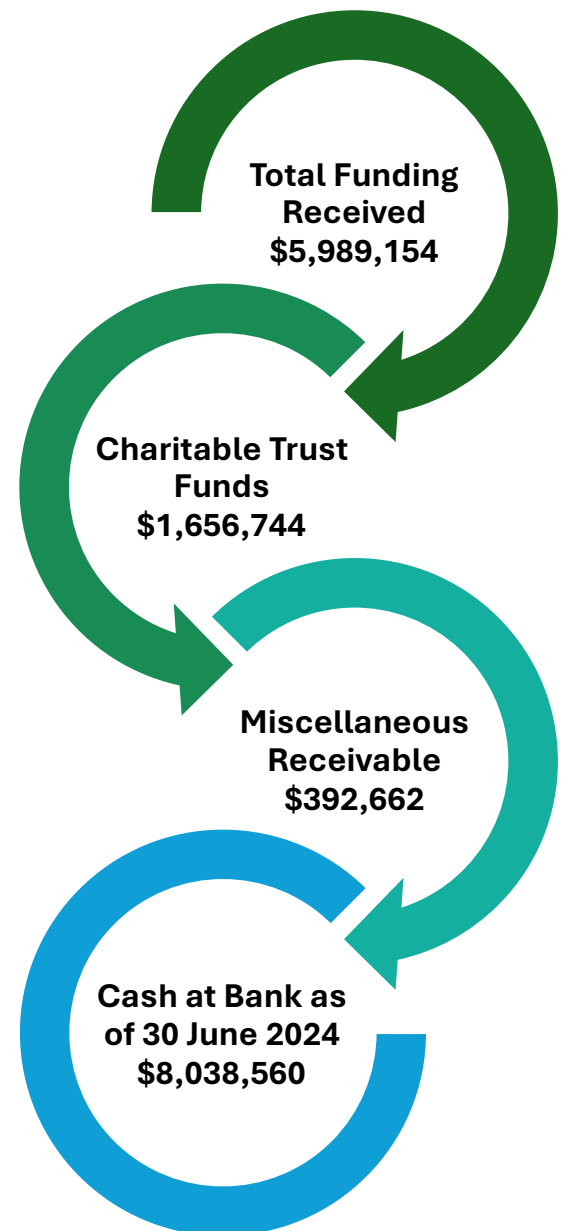 Total Funding
Received
$5,989,154
Charitable Trust
Funds
$1,656,744
Miscellaneous
Receivable
$392,662
Cash at Bank as
of 30 June 2024
$8,038,560